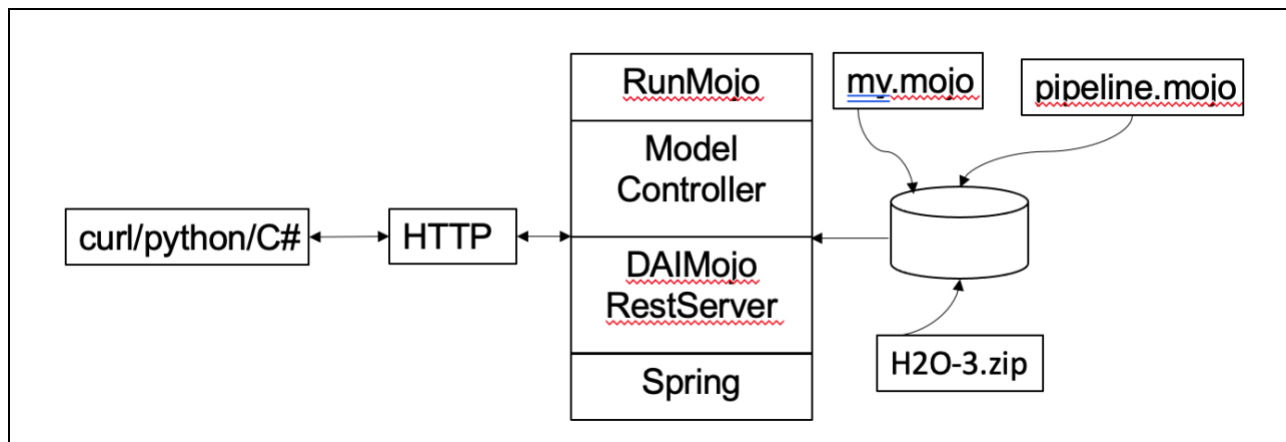 RunMojo
my.mojo
pipeline.mojo
Model
Controller
curl/python/C#
HTTP
DAIMojo
RestServer
H2O-3.zip
Spring